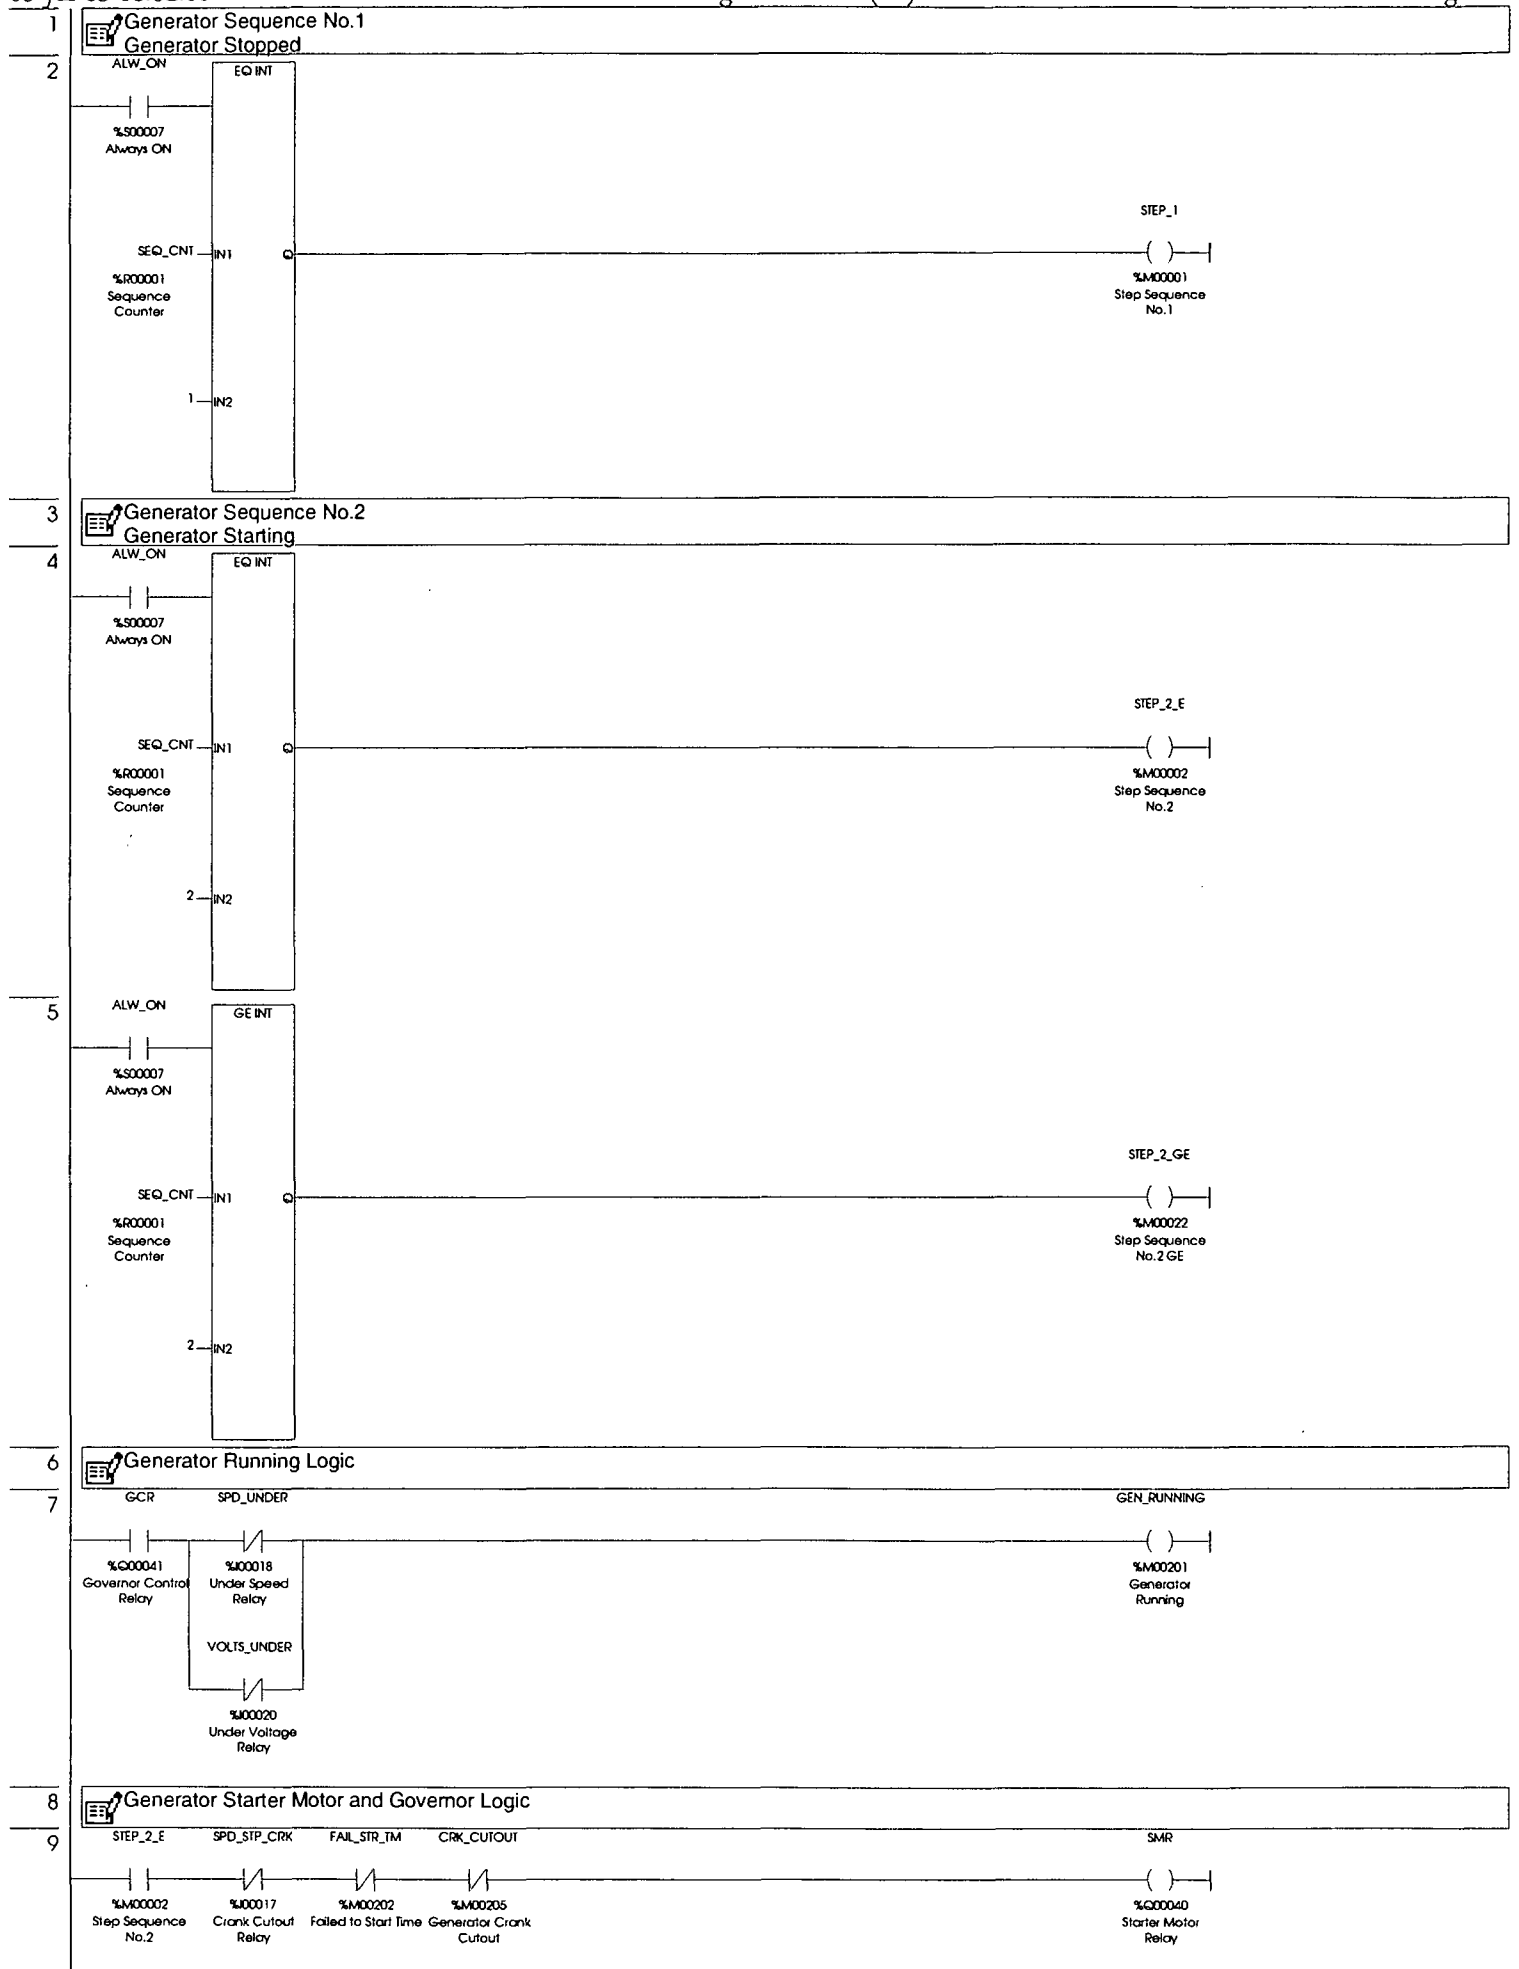 1
Generator Sequence No.1
Generator Stopped
2
ALW_ON
EQ INT
%S00007
Always ON
STEP_1
SEQ_CNT
IN1
Q
%R00001
Sequence
Counter
%M00001
Step Sequence
No.1
1
IN2
3
Generator Sequence No.2
Generator Starting
4
ALW_ON
EQ INT
%S00007
Always ON
STEP_2_E
SEQ_CNT
IN1
Q
%R00001
Sequence
Counter
%M00002
Step Sequence
No.2
2
IN2
5
ALW_ON
GE INT
%S00007
Always ON
STEP_2_GE
SEQ_CNT
IN1
Q
%R00001
Sequence
Counter
%M00022
Step Sequence
No.2 GE
2
IN2
6
Generator Running Logic
7
GCR SPD_UNDER GEN_RUNNING
%Q00041
Governor Control
Relay
%I00018
Under Speed
Relay
%M00201
Generator
Running
VOLTS_UNDER
%I00020
Under Voltage
Relay
8
Generator Starter Motor and Governor Logic
9
STEP_2_E SPD_STP_CRK FAIL_STR_TM CRK_CUTOUT SMR
%M00002
Step Sequence
No.2
%I00017
Crank Cutout
Relay
%M00202
Failed to Start Time
%M00205
Generator Crank
Cutout
%Q00040
Starter Motor
Relay